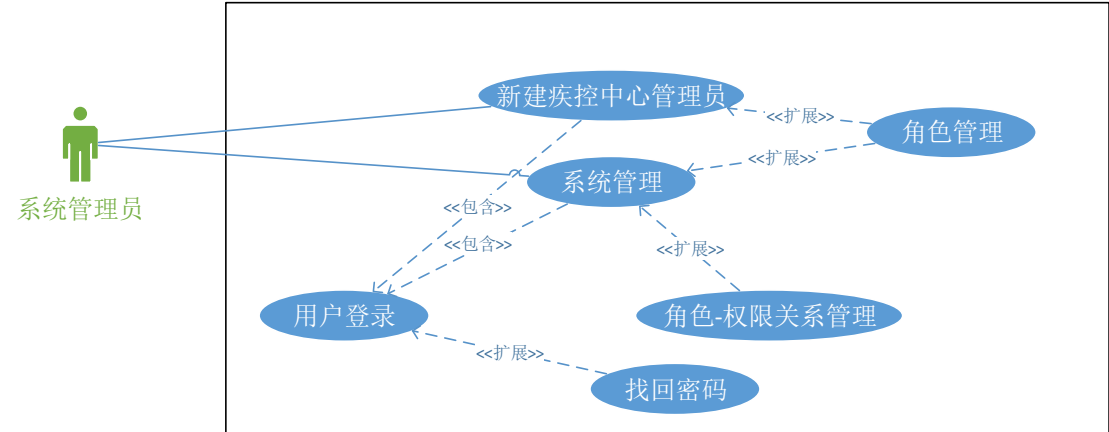 新建疾控中心管理员
<<扩展>>
角色管理
<<扩展>>
系统管理
系统管理员
<<包含>>
<<包含>>
<<扩展>>
用户登录
角色-权限关系管理
<<扩展>>
找回密码